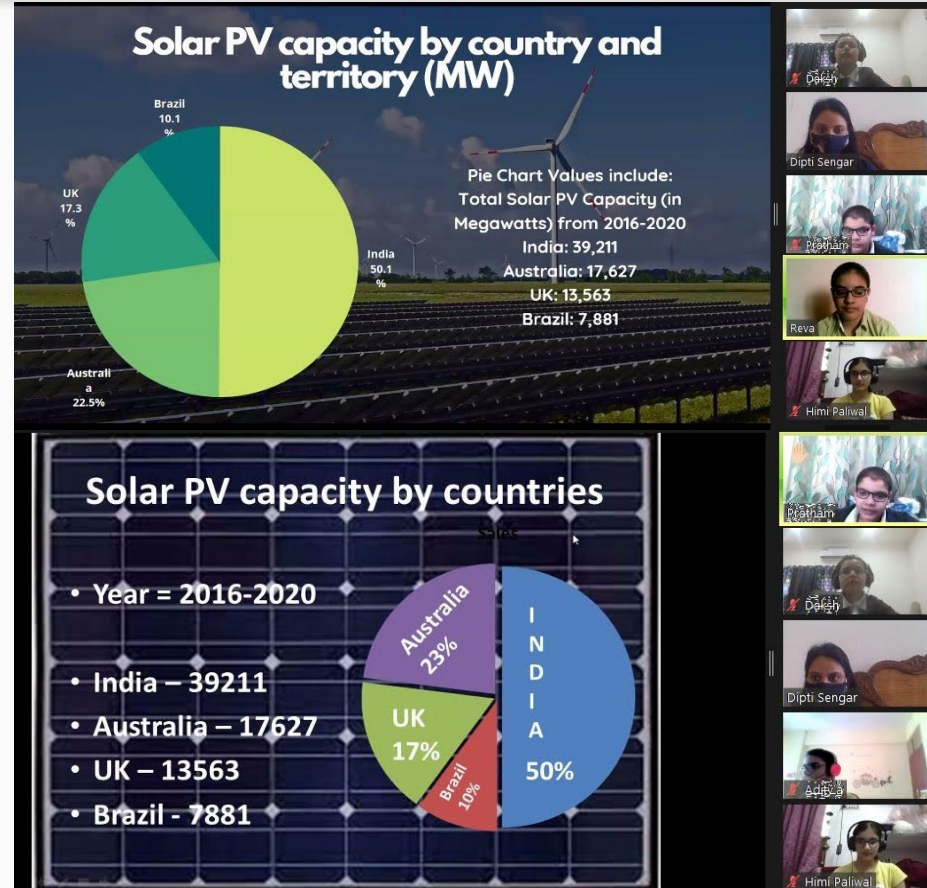 Solar PV capacity by country and
territory (MW)
Brazil
10.1
%
UK
17.3
%
India
50.1
%
Australi
a
22.5%
Pie Chart Values include:
Total Solar PV Capacity (in
Megawatts) from 2016-2020
India: 39,211
Australia: 17,627
UK: 13,563
Brazil: 7,881
Daksh
Dipti Sengar
Pratham
Reva
Himi Paliwal
Solar PV capacity by countries
Sales
• Year = 2016-2020
• India – 39211
• Australia – 17627
• UK – 13563
• Brazil - 7881
Australia
23%
UK
17%
Brazil
10%
I
N
D
I
A
50%
Pratham
Daksh
Dipti Sengar
Aditya
Himi Paliwal